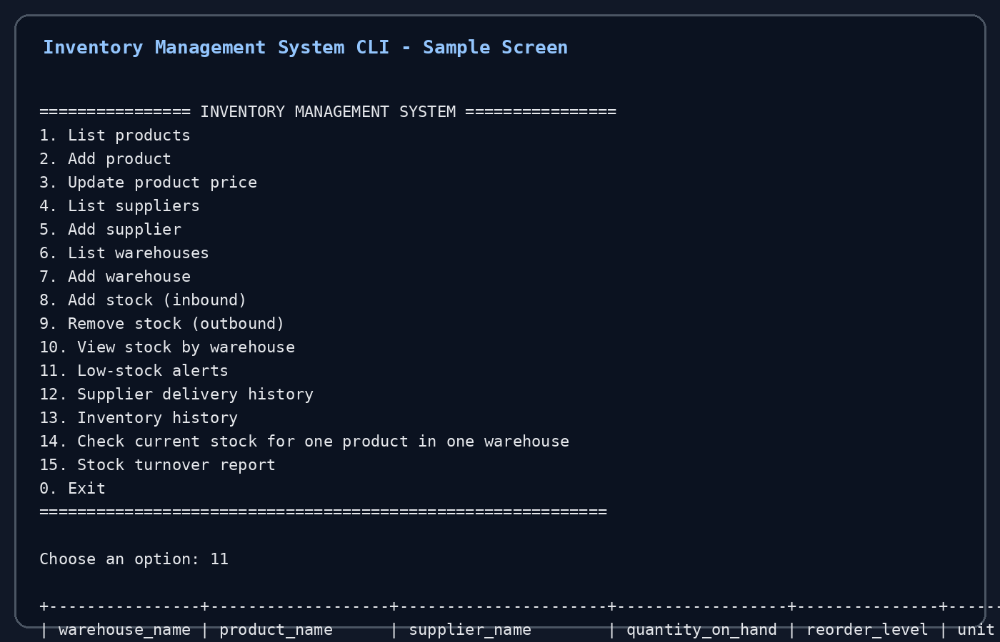 Inventory Management System CLI - Sample Screen
================ INVENTORY MANAGEMENT SYSTEM ================
1. List products
2. Add product
3. Update product price
4. List suppliers
5. Add supplier
6. List warehouses
7. Add warehouse
8. Add stock (inbound)
9. Remove stock (outbound)
10. View stock by warehouse
11. Low-stock alerts
12. Supplier delivery history
13. Inventory history
14. Check current stock for one product in one warehouse
15. Stock turnover report
0. Exit
============================================================
Choose an option: 11
+----------------+-------------------+----------------------+------------------+---------------+------
| warehouse_name | product_name      | supplier_name        | quantity_on_hand | reorder_level | unit